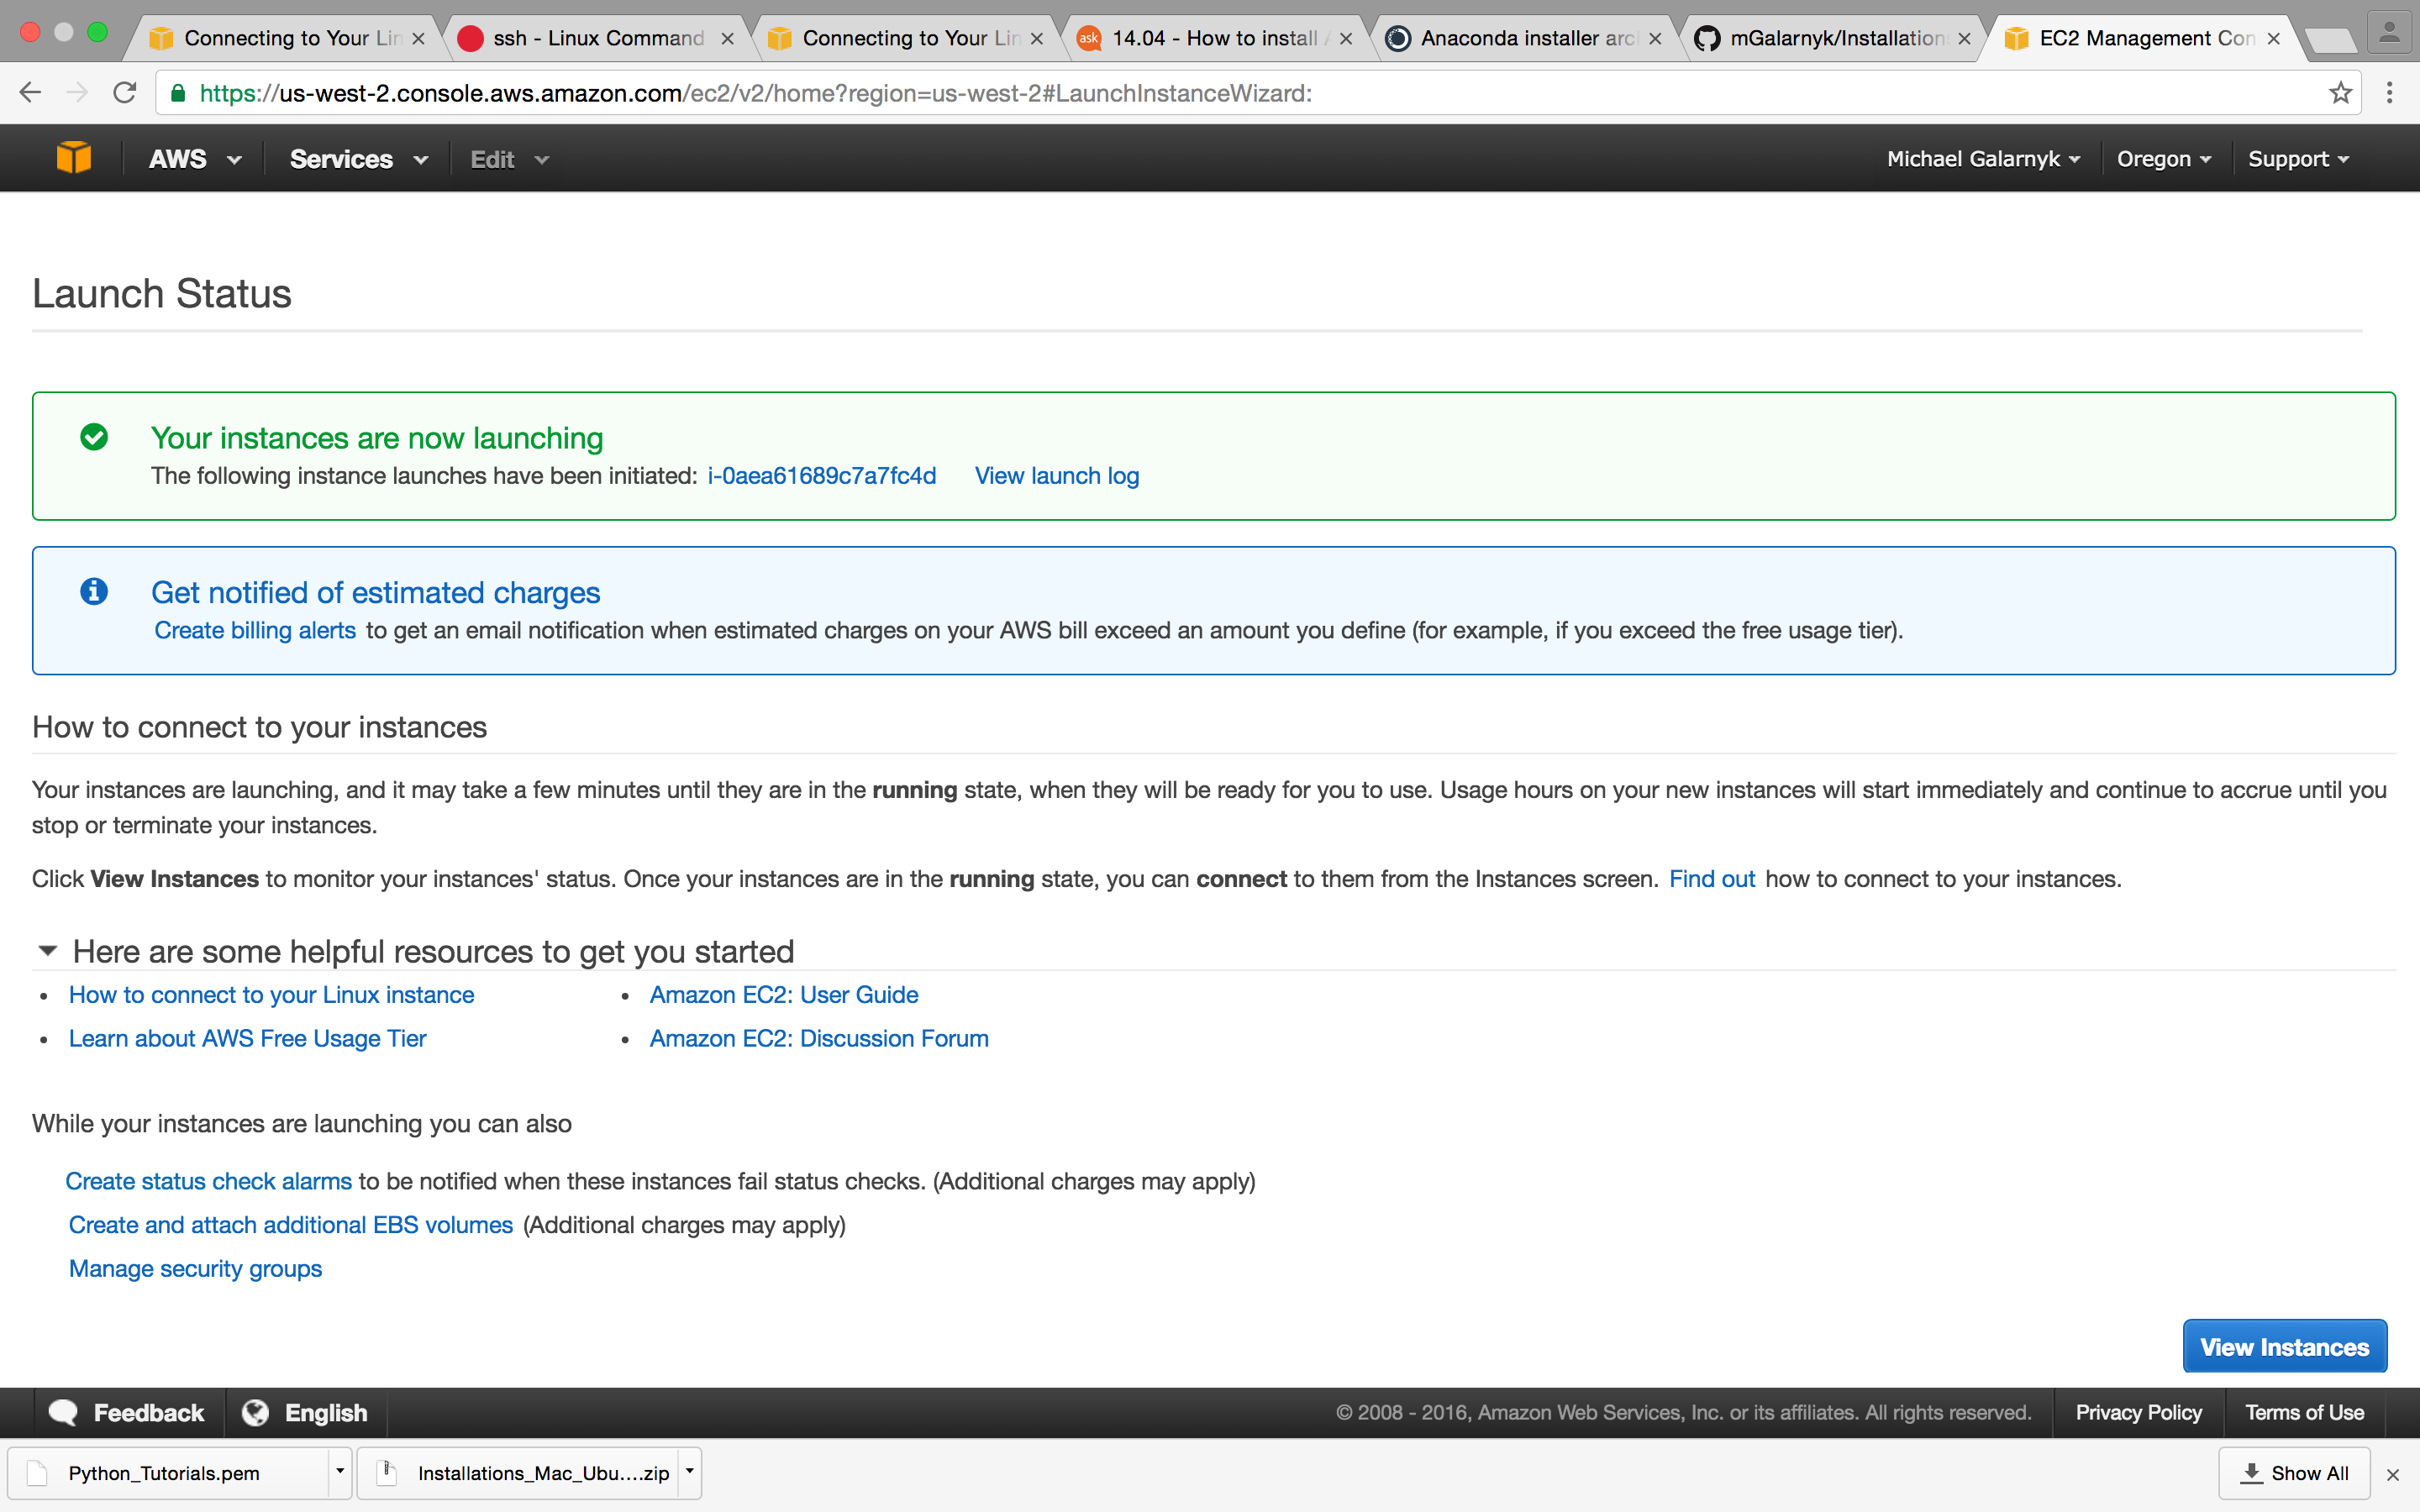 Connecting to Your Lin
ssh - Linux Command
Connecting to Your Lin
ask 14.04 - How to install
Anaconda installer arc
mGalarnyk/Installation
EC2 Management Con
https://us-west-2.console.aws.amazon.com/ec2/v2/home?region=us-west-2#LaunchInstanceWizard:
AWS Services Edit Michael Galarnyk Oregon Support
Launch Status
Your instances are now launching
The following instance launches have been initiated: i-0aea61689c7a7fc4d View launch log
Get notified of estimated charges
Create billing alerts to get an email notification when estimated charges on your AWS bill exceed an amount you define (for example, if you exceed the free usage tier).
How to connect to your instances
Your instances are launching, and it may take a few minutes until they are in the running state, when they will be ready for you to use. Usage hours on your new instances will start immediately and continue to accrue until you
stop or terminate your instances.
Click View Instances to monitor your instances' status. Once your instances are in the running state, you can connect to them from the Instances screen. Find out how to connect to your instances.
Here are some helpful resources to get you started
• How to connect to your Linux instance
• Amazon EC2: User Guide
• Learn about AWS Free Usage Tier
• Amazon EC2: Discussion Forum
While your instances are launching you can also
Create status check alarms to be notified when these instances fail status checks. (Additional charges may apply)
Create and attach additional EBS volumes (Additional charges may apply)
Manage security groups
View Instances
Feedback English © 2008 - 2016, Amazon Web Services, Inc. or its affiliates. All rights reserved. Privacy Policy Terms of Use
Python_Tutorials.pem Installations_Mac_Ubu....zip Show All